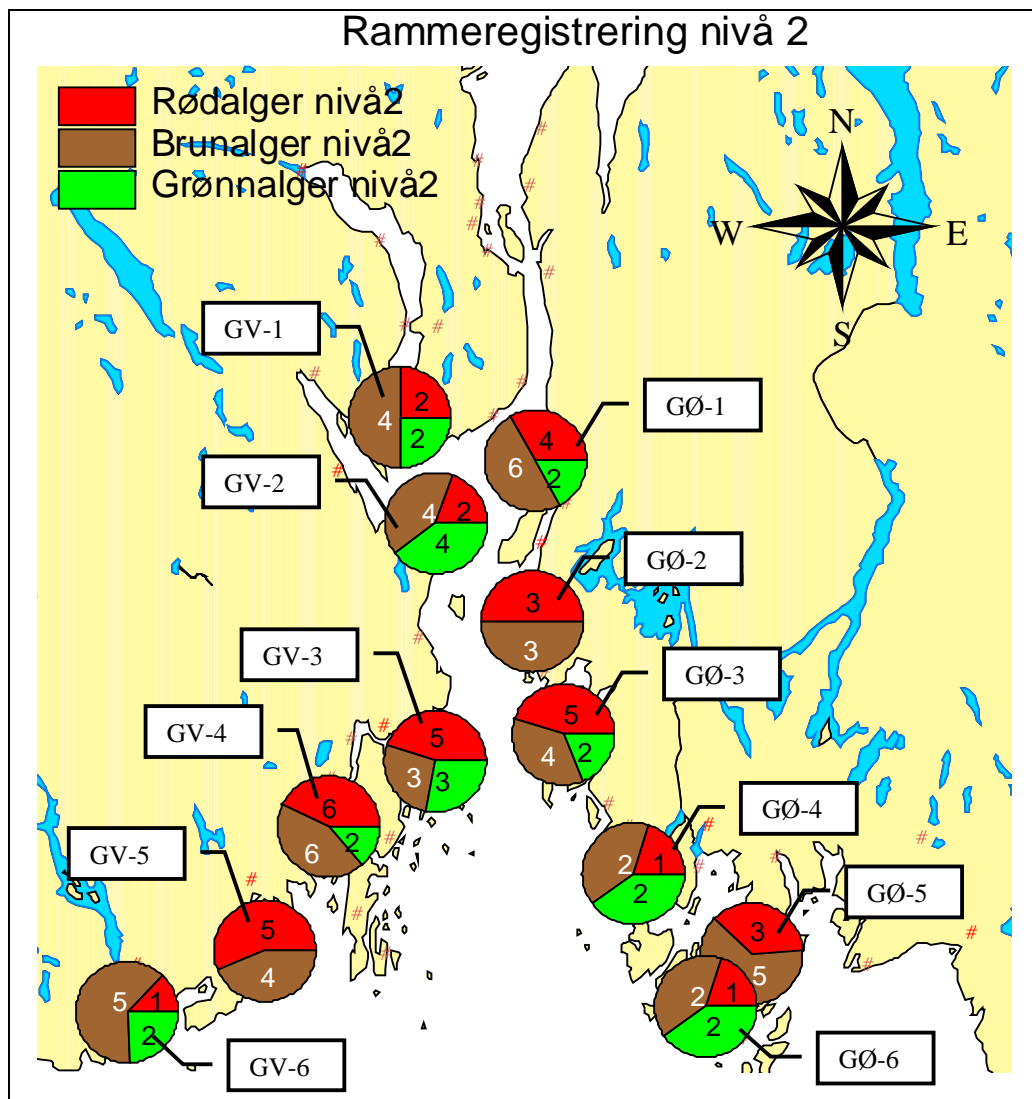 Rammeregistrering nivå 2
Rødalger nivå2
Brunalger nivå2
Grønnalger nivå2
N
W
E
S
GV-1
4
2
2
GØ-1
4
6
2
GV-2
4
2
4
GØ-2
3
3
GV-3
5
3
3
GØ-3
5
4
2
GV-4
6
6
2
GØ-4
2
1
2
GV-5
5
4
GØ-5
3
5
GV-6
5
1
2
GØ-6
2
1
2